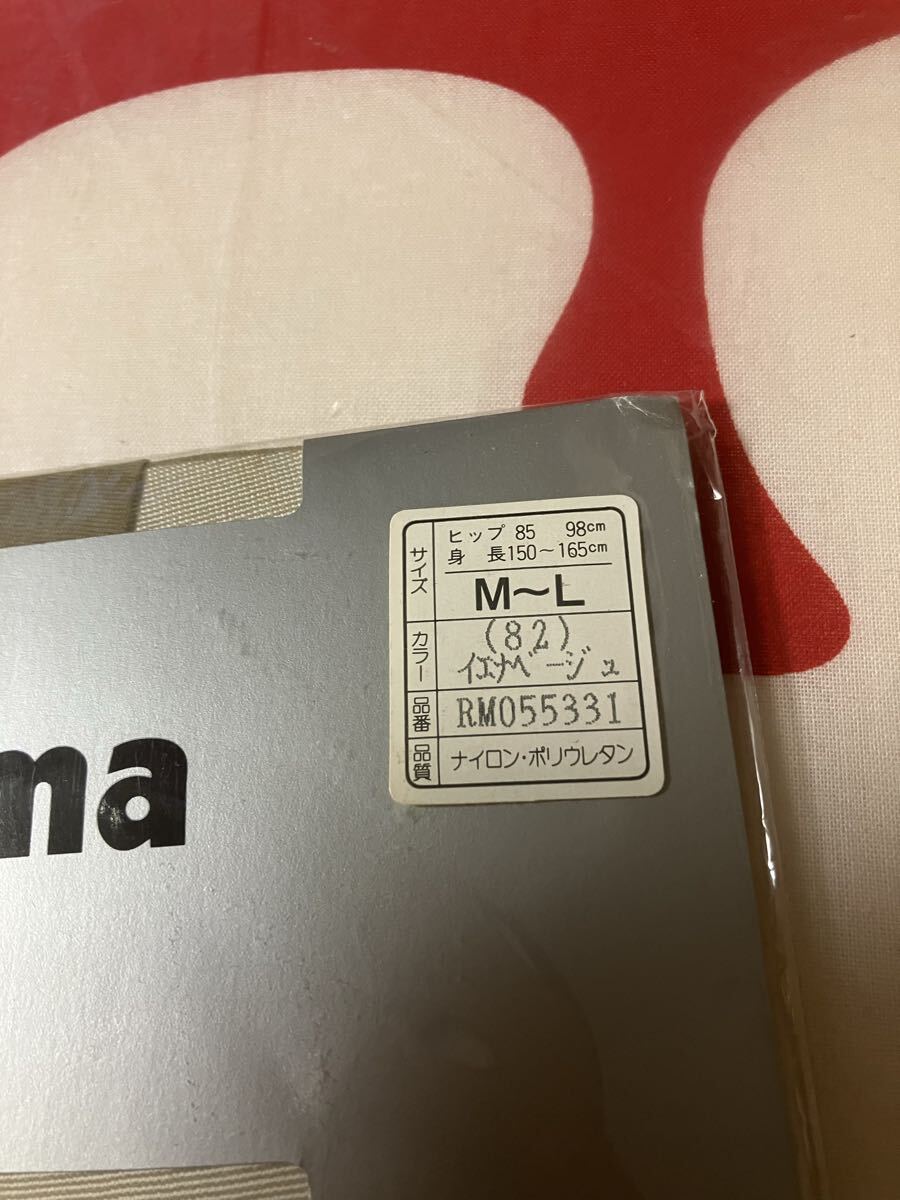 サイズ
ヒップ 85 98cm
身 長150～165cm
M～L
カラー
(82)
イエナベージュ
品番
RM055331
品質
ナイロン・ポリウレタン
ma